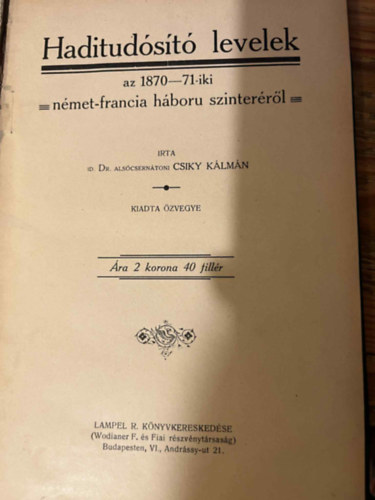 Haditudósító levelek
az 1870—71-iki
német-francia háboru szinteréről
IRTA
ID. DR. ALSÓCSERNÁTONI CSIKY KÁLMÁN
KIADTA ÖZVEGYE
Ára 2 korona 40 fillér
LAMPEL R. KÖNYVKERESKEDÉSE
(Wodianer F. és Fiai részvénytársaság)
Budapesten, VI., Andrássy-ut 21.